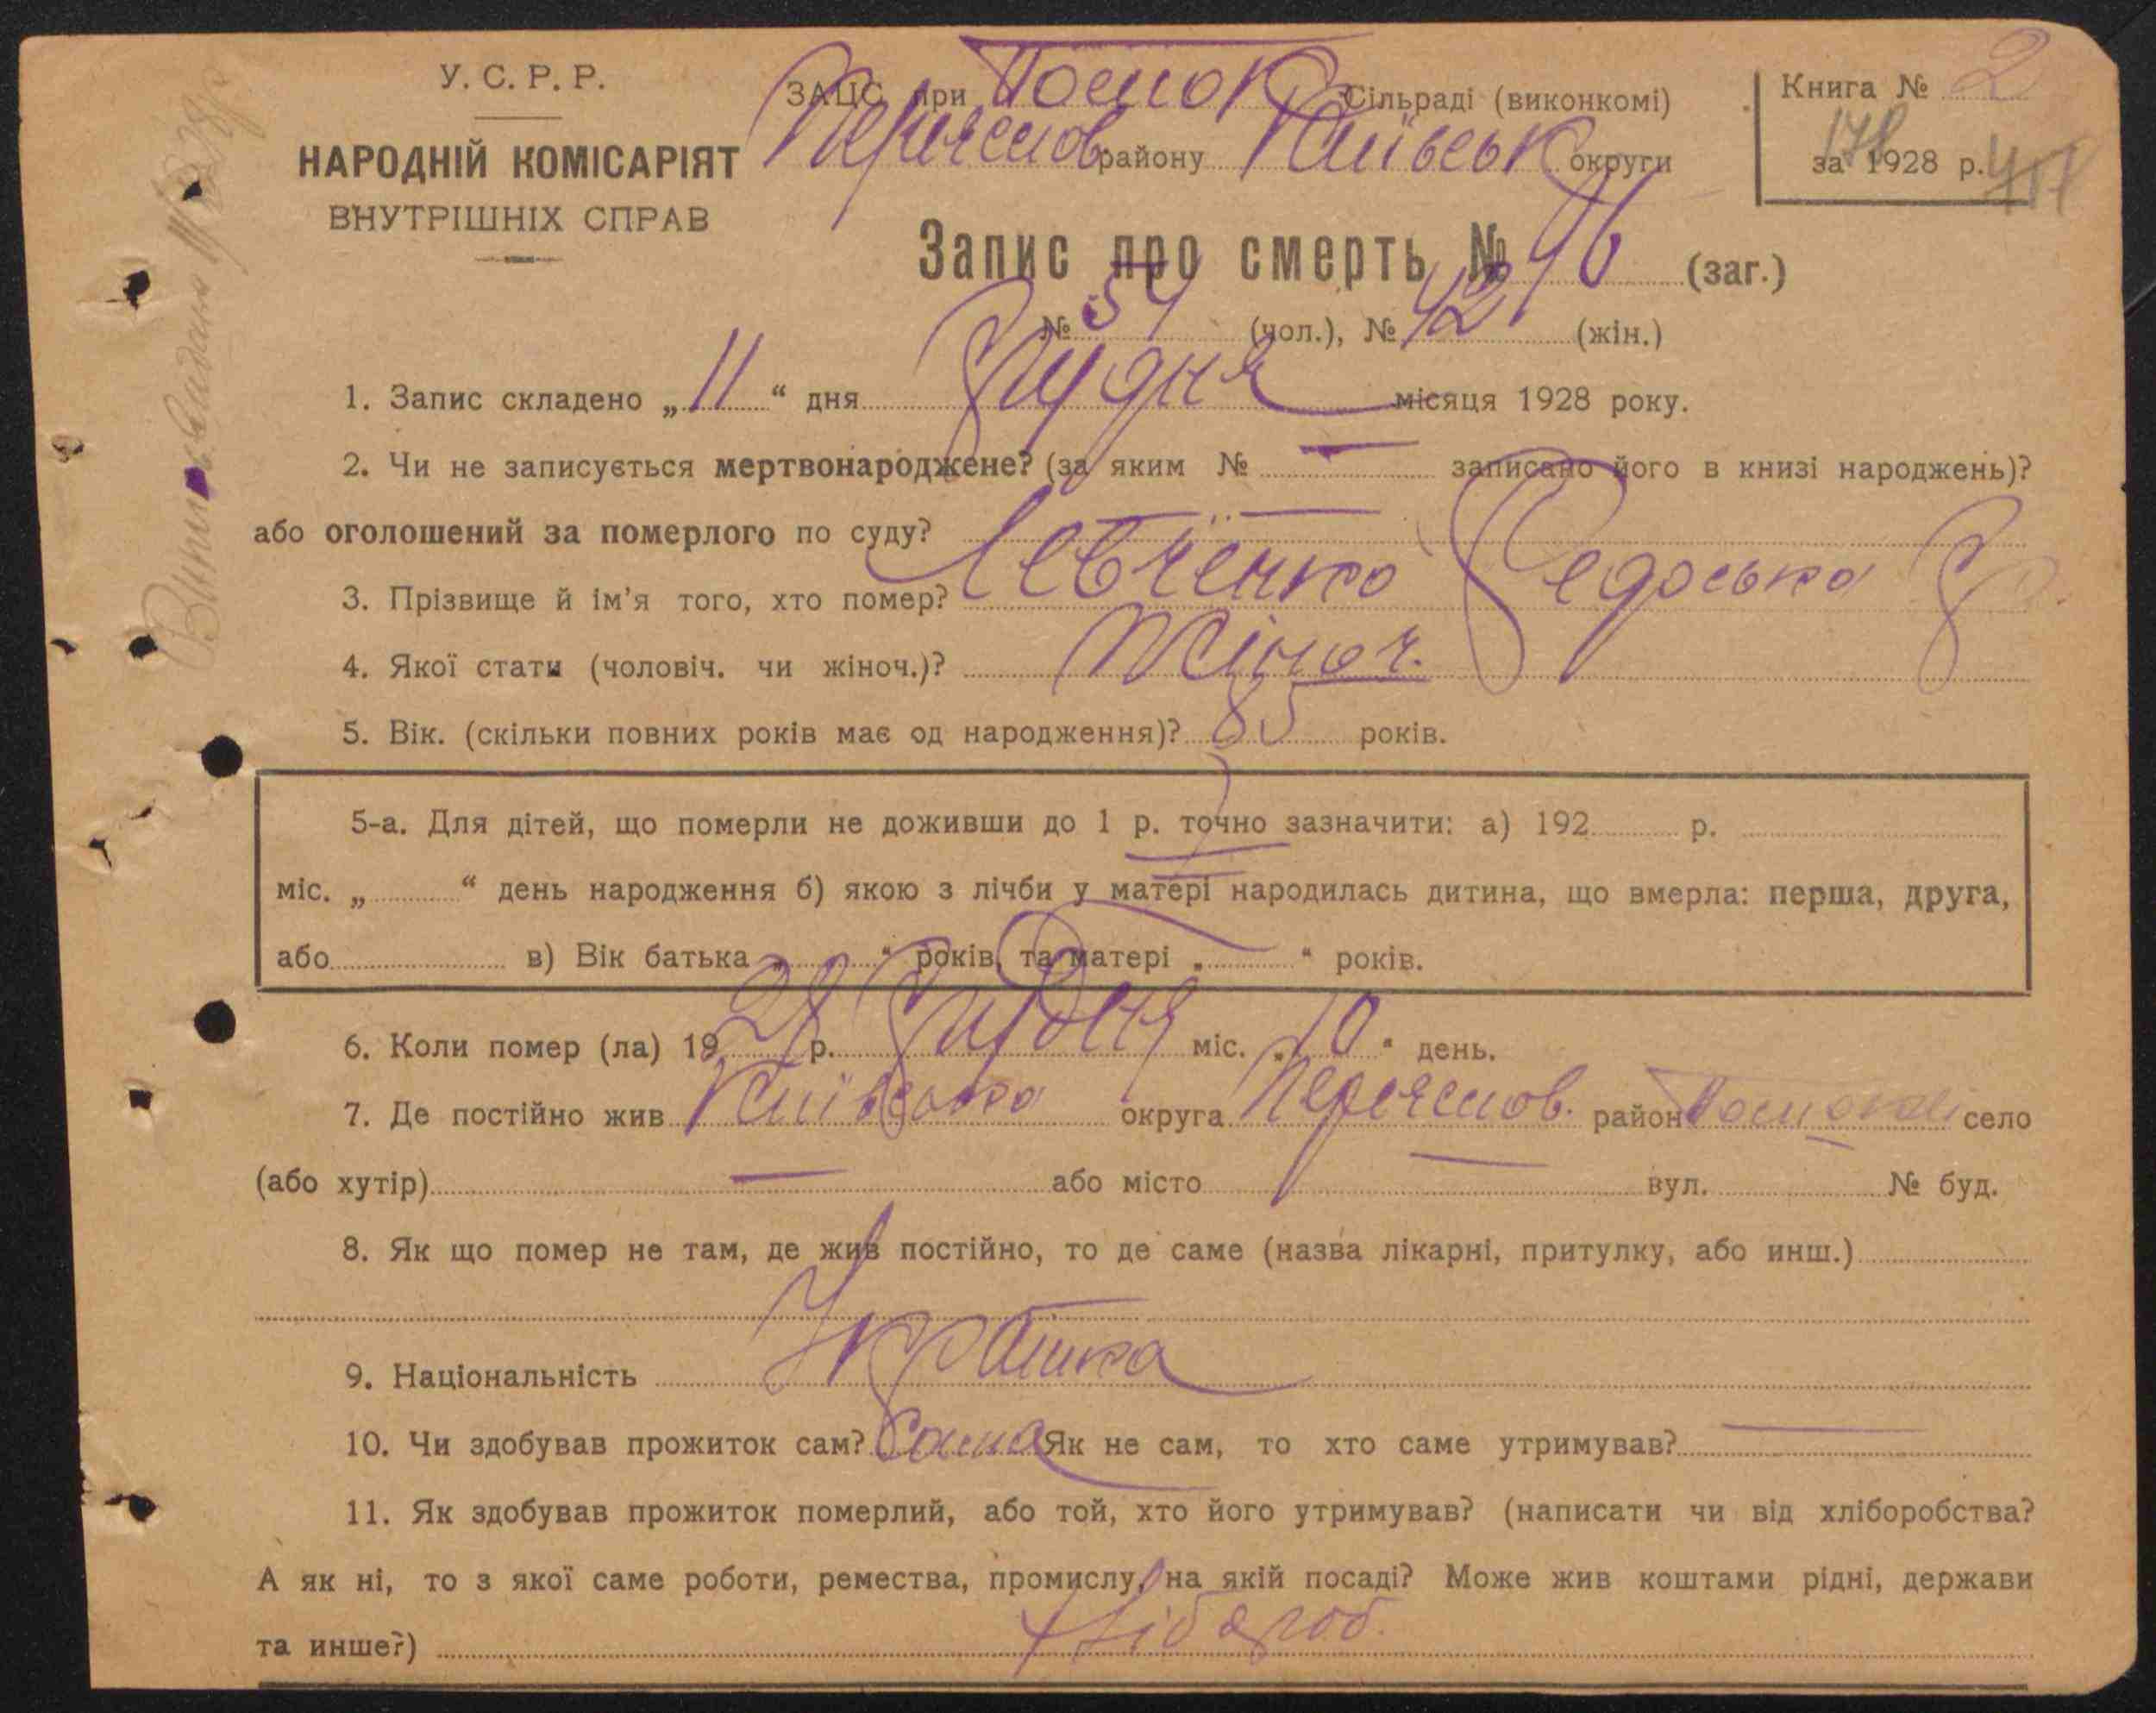 У. С. Р. Р.
НАРОДНІЙ КОМІСАРІЯТ
ВНУТРІШНІХ СПРАВ
ЗАЦС при Сільраді (виконкомі)
району Київськ округи
Книга № 2
за 1928 р.
Запис про смерть № 96 (заг.)
№ 54 (чол.), № 42 (жін.)
1. Запис складено „ 11 “ дня Грудня місяця 1928 року.
2. Чи не записується мертвонароджене? (за яким № — записано його в книзі народжень)?
або оголошений за померлого по суду? —
3. Прізвище й ім’я того, хто помер? Левченко Федоська
4. Якої стати (чоловіч. чи жіноч.)? Жіноч.
5. Вік. (скільки повних років має од народження)? 85 років.
5-а. Для дітей, що померли не доживши до 1 р. точно зазначити: а) 192 р.
міс. „ “ день народження б) якою з лічби у матері народилась дитина, що вмерла: перша, друга,
або в) Вік батька „ “ років, та матері „ “ років.
6. Коли помер (ла) 19 28 р. Грудня міс. „ 10 “ день.
7. Де постійно жив Київська округа район село
(або хутір) — або місто — вул. № буд.
8. Як що помер не там, де жив постійно, то де саме (назва лікарні, притулку, або инш.)
9. Національність Українка
10. Чи здобував прожиток сам? Сама Як не сам, то хто саме утримував? —
11. Як здобував прожиток померлий, або той, хто його утримував? (написати чи від хліборобства?
А як ні, то з якої саме роботи, ремества, промислу, на якій посаді? Може жив коштами рідні, держави
та инше?) Хлібороб.